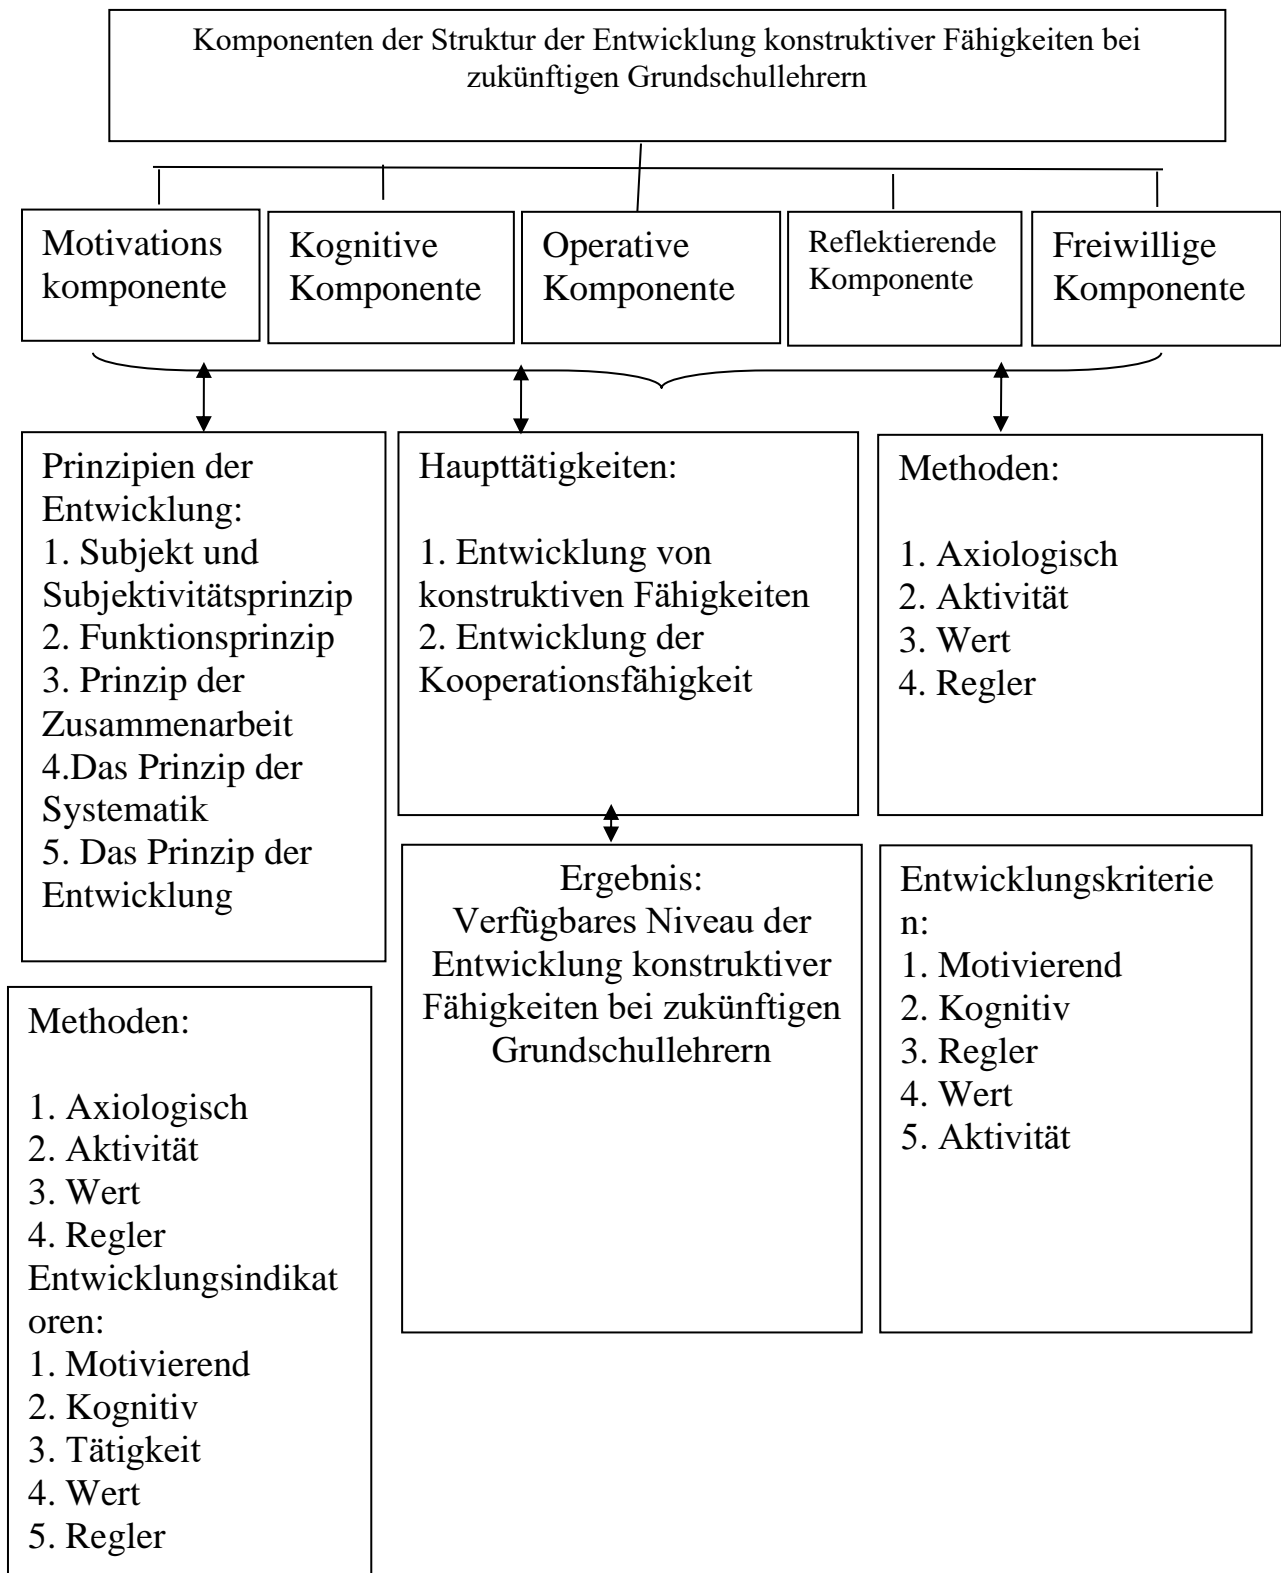 Komponenten der Struktur der Entwicklung konstruktiver Fähigkeiten bei
zukünftigen Grundschullehrern
Motivations
komponente
Kognitive
Komponente
Operative
Komponente
Reflektierende
Komponente
Freiwillige
Komponente
Prinzipien der
Entwicklung:
1. Subjekt und
Subjektivitätsprinzip
2. Funktionsprinzip
3. Prinzip der
Zusammenarbeit
4.Das Prinzip der
Systematik
5. Das Prinzip der
Entwicklung
Haupttätigkeiten:
1. Entwicklung von
konstruktiven Fähigkeiten
2. Entwicklung der
Kooperationsfähigkeit
Methoden:
1. Axiologisch
2. Aktivität
3. Wert
4. Regler
Ergebnis:
Verfügbares Niveau der
Entwicklung konstruktiver
Fähigkeiten bei zukünftigen
Grundschullehrern
Entwicklungskriterie
n:
1. Motivierend
2. Kognitiv
3. Regler
4. Wert
5. Aktivität
Methoden:
1. Axiologisch
2. Aktivität
3. Wert
4. Regler
Entwicklungsindikat
oren:
1. Motivierend
2. Kognitiv
3. Tätigkeit
4. Wert
5. Regler